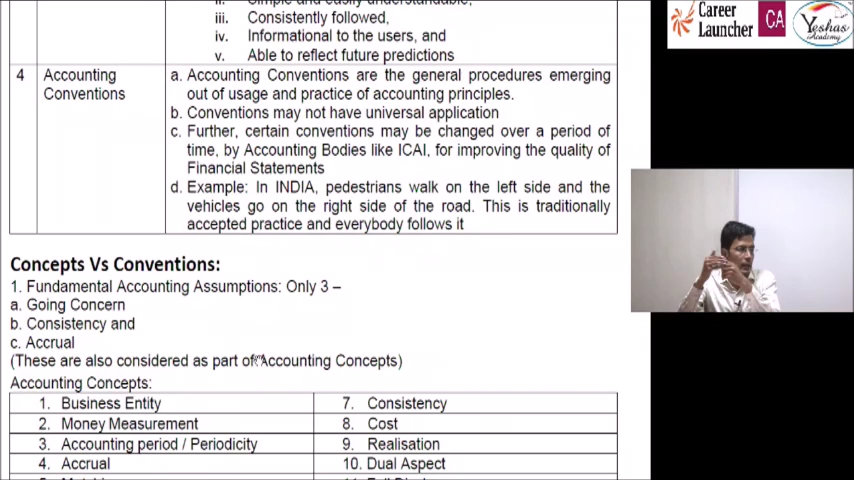 ii. Simple and easily understandable,
iii. Consistently followed,
iv. Informational to the users, and
v. Able to reflect future predictions
4 Accounting Conventions
a. Accounting Conventions are the general procedures emerging
out of usage and practice of accounting principles.
b. Conventions may not have universal application
c. Further, certain conventions may be changed over a period of
time, by Accounting Bodies like ICAI, for improving the quality of
Financial Statements
d. Example: In INDIA, pedestrians walk on the left side and the
vehicles go on the right side of the road. This is traditionally
accepted practice and everybody follows it
Concepts Vs Conventions:
1. Fundamental Accounting Assumptions: Only 3 –
a. Going Concern
b. Consistency and
c. Accrual
(These are also considered as part of Accounting Concepts)
Accounting Concepts:
1. Business Entity
2. Money Measurement
3. Accounting period / Periodicity
4. Accrual
7. Consistency
8. Cost
9. Realisation
10. Dual Aspect
Career
Launcher
CA
Yeshas
Academy